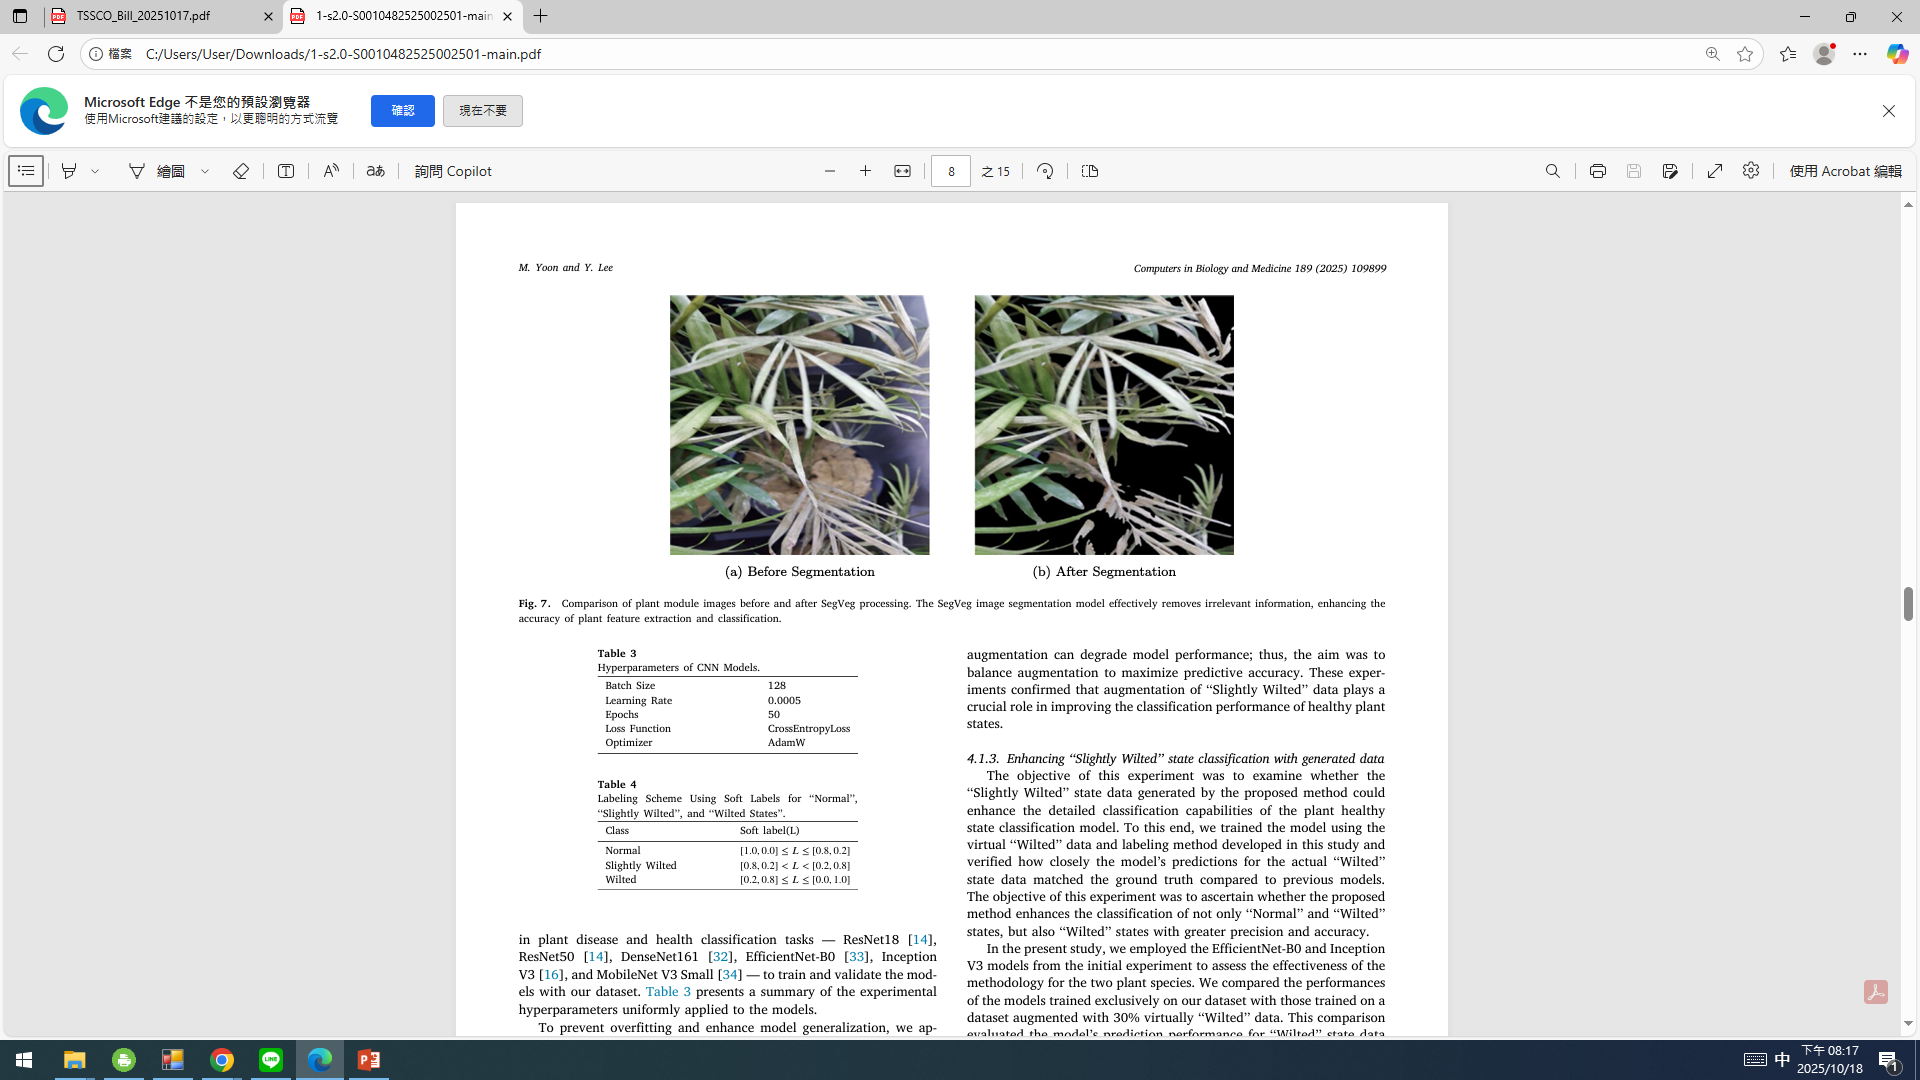 TSSCO_Bill_20251017.pdf
1-s2.0-S0010482525002501-main
檔案
C:/Users/User/Downloads/1-s2.0-S0010482525002501-main.pdf
Microsoft Edge 不是您的預設瀏覽器
使用Microsoft建議的設定，以更聰明的方式流覽
確認
現在不要
繪圖
aあ
詢問 Copilot
8
之 15
使用 Acrobat 編輯
M. Yoon and Y. Lee
Computers in Biology and Medicine 189 (2025) 109899
(a) Before Segmentation
(b) After Segmentation
Fig. 7. Comparison of plant module images before and after SegVeg processing. The SegVeg image segmentation model effectively removes irrelevant information, enhancing the
accuracy of plant feature extraction and classification.
Table 3
Hyperparameters of CNN Models.
Batch Size 128
Learning Rate 0.0005
Epochs 50
Loss Function CrossEntropyLoss
Optimizer AdamW
Table 4
Labeling Scheme Using Soft Labels for “Normal”,
“Slightly Wilted”, and “Wilted States”.
Class Soft label(L)
Normal [1.0, 0.0] ≤ L ≤ [0.8, 0.2]
Slightly Wilted [0.8, 0.2] < L < [0.2, 0.8]
Wilted [0.2, 0.8] ≤ L ≤ [0.0, 1.0]
in plant disease and health classification tasks — ResNet18 [14],
ResNet50 [14], DenseNet161 [32], EfficientNet-B0 [33], Inception
V3 [16], and MobileNet V3 Small [34] — to train and validate the mod-
els with our dataset. Table 3 presents a summary of the experimental
hyperparameters uniformly applied to the models.
To prevent overfitting and enhance model generalization, we ap-
augmentation can degrade model performance; thus, the aim was to
balance augmentation to maximize predictive accuracy. These exper-
iments confirmed that augmentation of “Slightly Wilted” data plays a
crucial role in improving the classification performance of healthy plant
states.
4.1.3. Enhancing “Slightly Wilted” state classification with generated data
The objective of this experiment was to examine whether the
“Slightly Wilted” state data generated by the proposed method could
enhance the detailed classification capabilities of the plant healthy
state classification model. To this end, we trained the model using the
virtual “Wilted” data and labeling method developed in this study and
verified how closely the model’s predictions for the actual “Wilted”
state data matched the ground truth compared to previous models.
The objective of this experiment was to ascertain whether the proposed
method enhances the classification of not only “Normal” and “Wilted”
states, but also “Wilted” states with greater precision and accuracy.
In the present study, we employed the EfficientNet-B0 and Inception
V3 models from the initial experiment to assess the effectiveness of the
methodology for the two plant species. We compared the performances
of the models trained exclusively on our dataset with those trained on a
dataset augmented with 30% virtually “Wilted” data. This comparison
evaluated the model’s prediction performance for “Wilted” state data
中
下午 08:17
2025/10/18
1